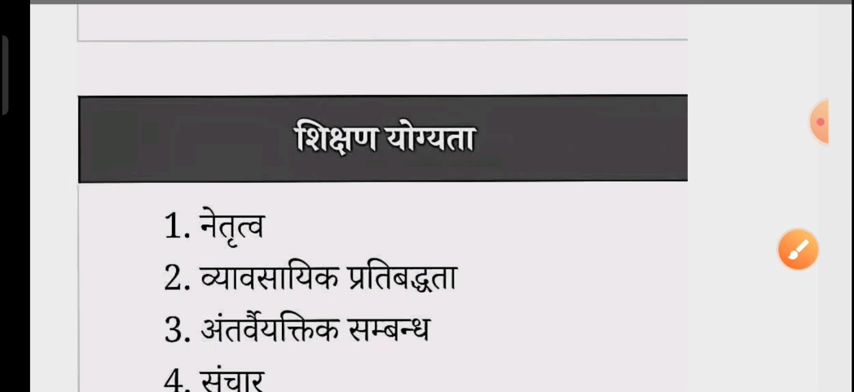 शिक्षण योग्यता
1. नेतृत्व
2. व्यावसायिक प्रतिबद्धता
3. अंतर्वैयक्तिक सम्बन्ध
4. संचार